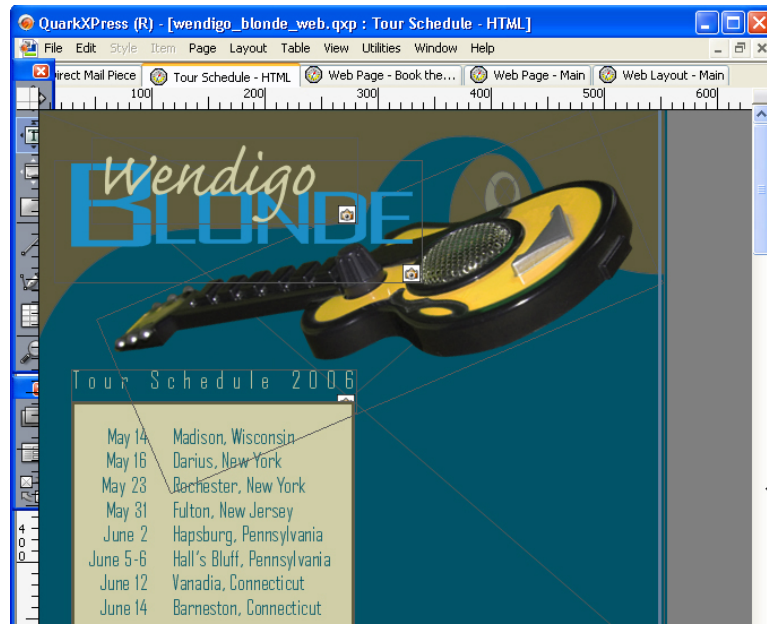 QuarkXPress (R) - [wendigo_blonde_web.qxp : Tour Schedule - HTML]
File Edit Style Item Page Layout Table View Utilities Window Help
irect Mail Piece Tour Schedule - HTML Web Page - Book the... Web Page - Main Web Layout - Main
100 200 300 400 500 600
Wendigo
BLONDE
Tour Schedule 2006
May 14 Madison, Wisconsin
May 16 Darius, New York
May 23 Rochester, New York
May 31 Fulton, New Jersey
June 2 Hapsburg, Pennsylvania
4
0
0
June 5-6 Hall's Bluff, Pennsylvania
June 12 Vanadia, Connecticut
June 14 Barneston, Connecticut